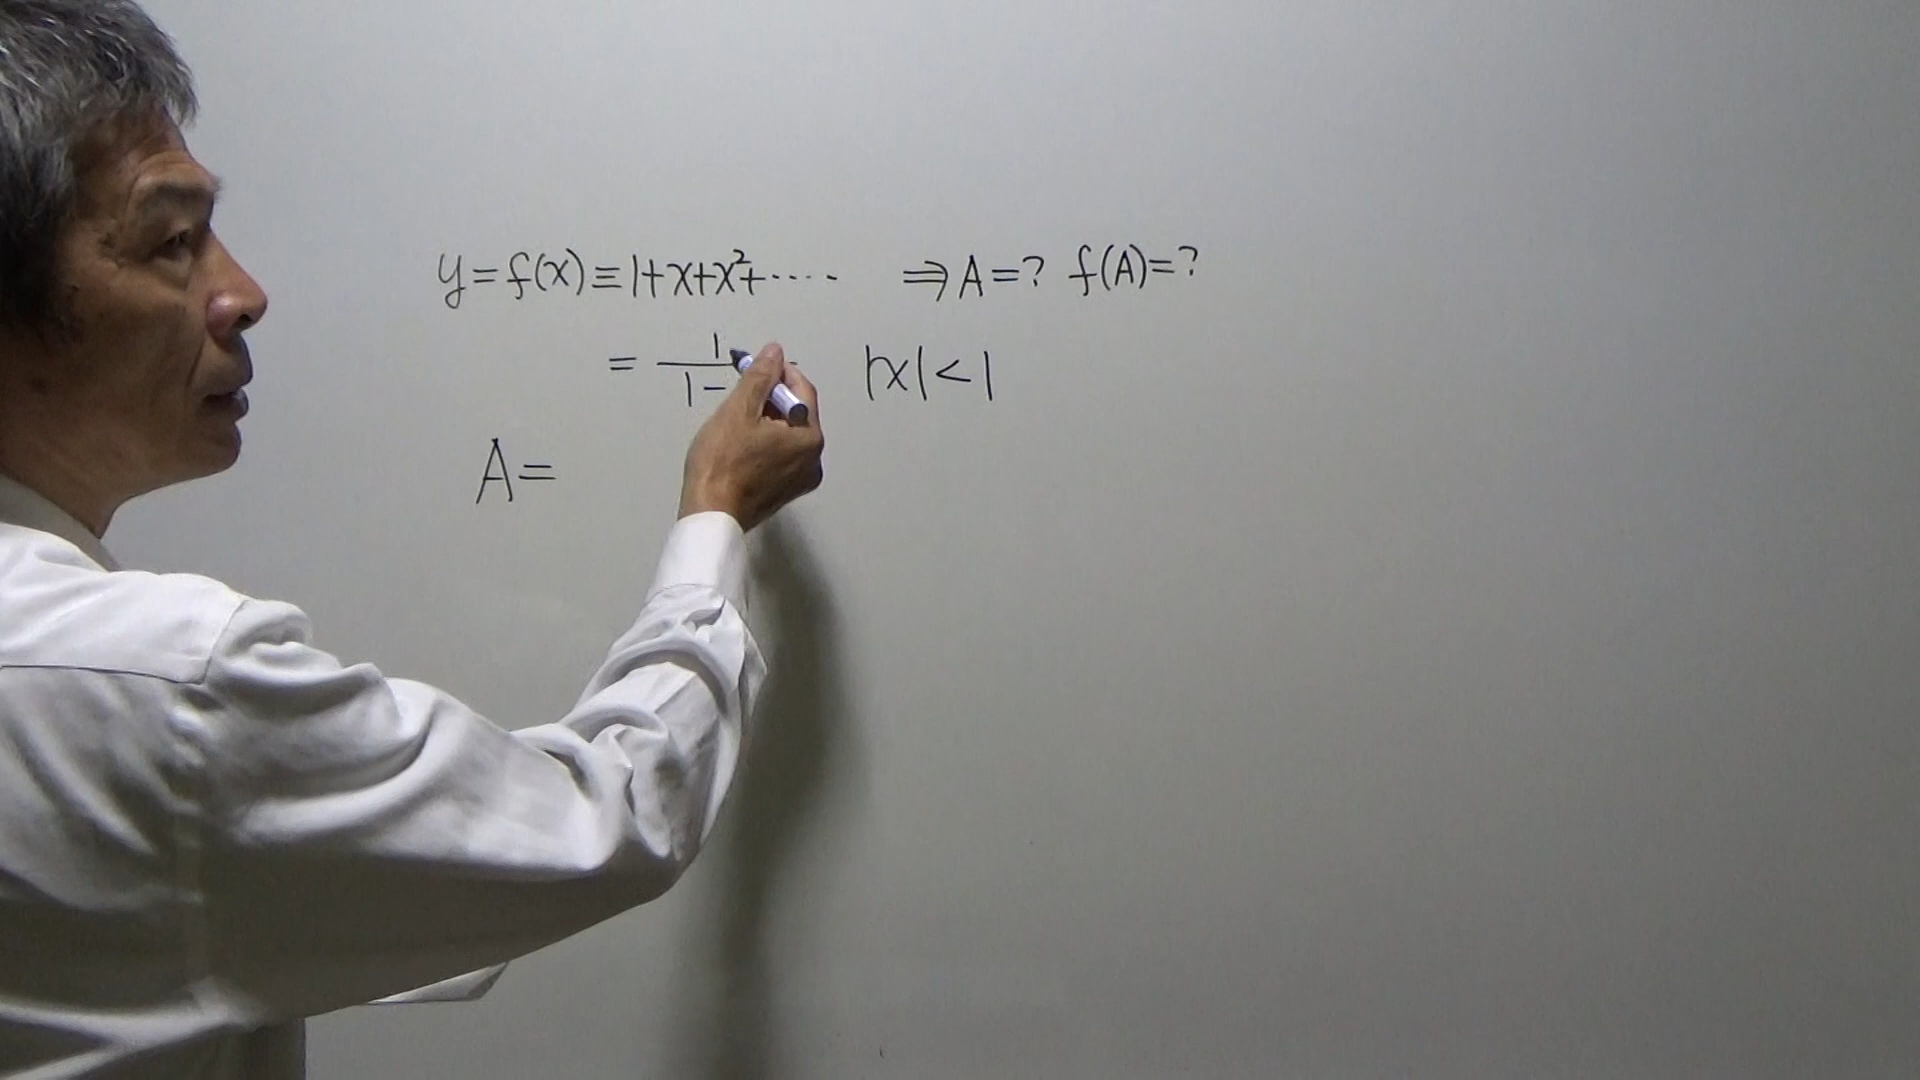 y=f(x)≡1+x+x²+····· ⇒A=? f(A)=?
= 1/1- |x|<1
A=